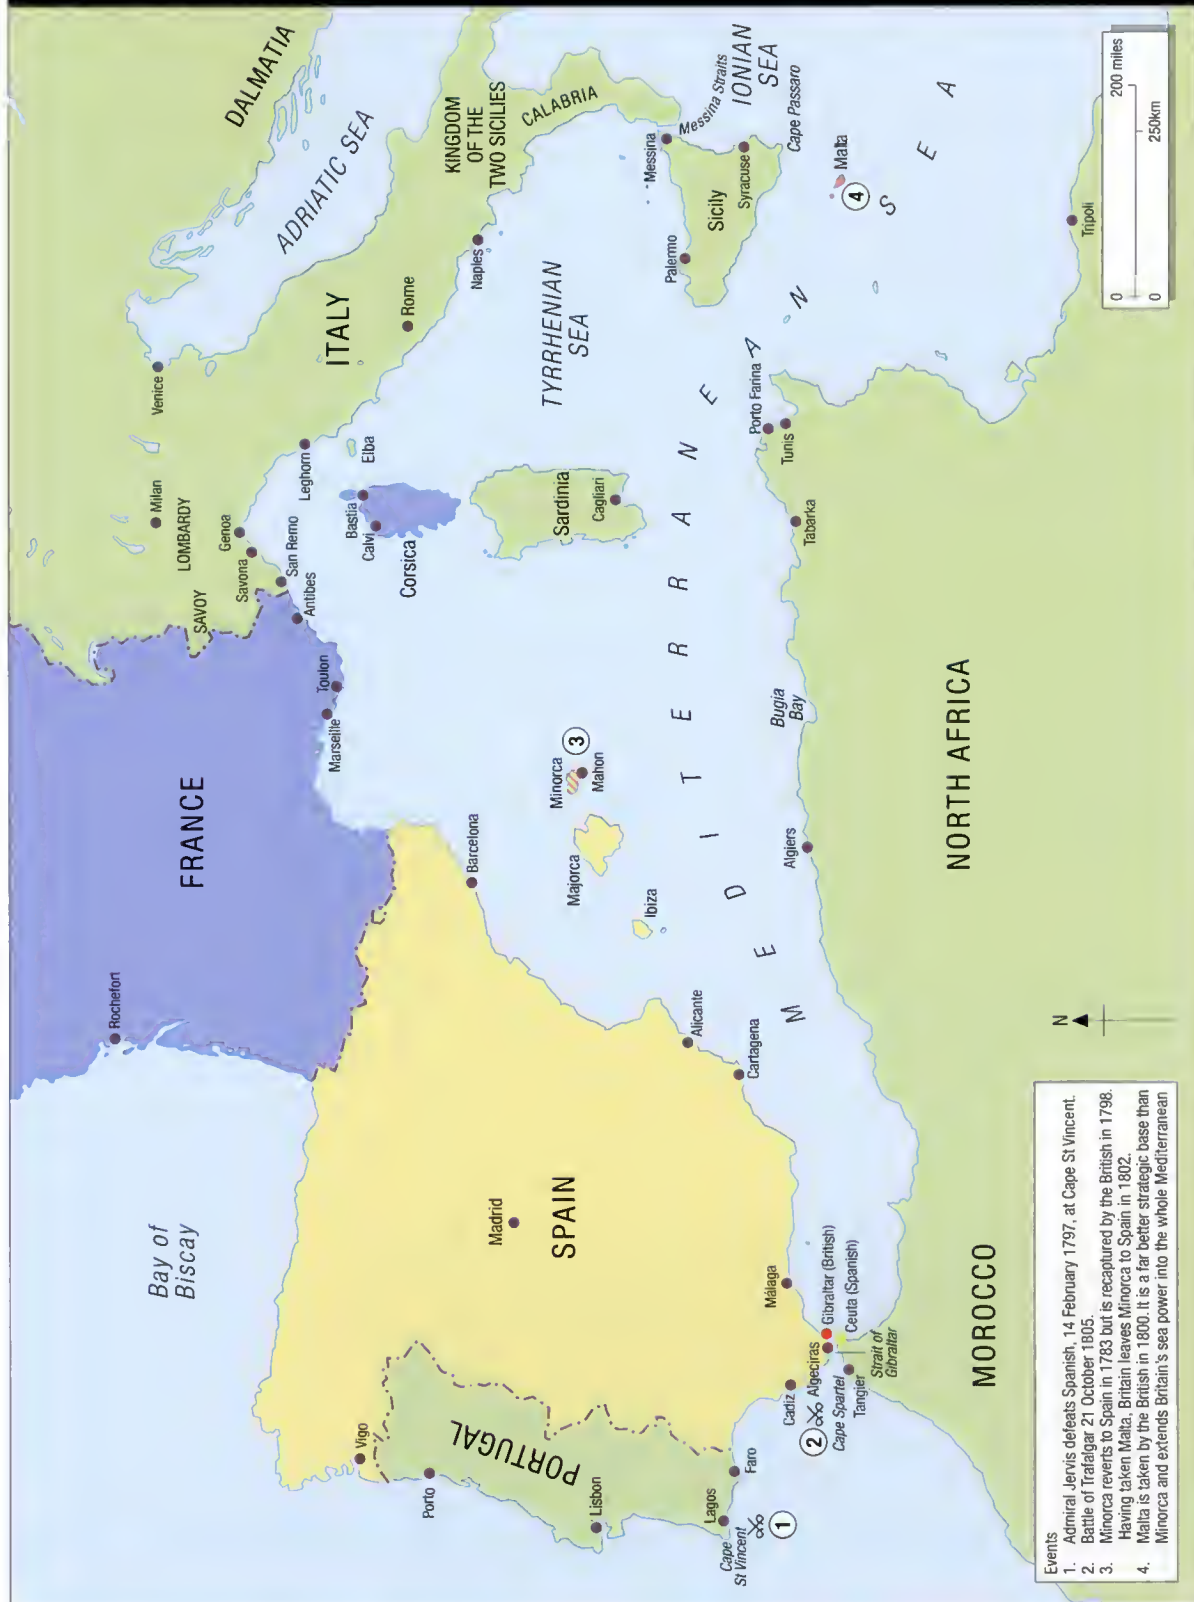 DALMATIA
ADRIATIC SEA
Venice
Milan
LOMBARDY
SAVOY
Genoa
Savona
San Remo
Antibes
Leghorn
ITALY
Rome
Elba
Bastia
Calvi
Corsica
KINGDOM
OF THE
TWO SICILIES
CALABRIA
Naples
TYRRHENIAN
SEA
Messina
Messina Straits
IONIAN
SEA
Palermo
Sicily
Syracuse
Cape Passaro
Malta
4
Sardinia
Cagliari
FRANCE
Rochefort
Toulon
Marseille
Bay of
Biscay
Barcelona
Minorca
3
Mahon
Majorca
Ibiza
Madrid
SPAIN
Alicante
Cartagena
Málaga
Vigo
Porto
PORTUGAL
Lisbon
Lagos
Faro
Cape
St Vincent
1
Cadiz
2
Algeciras
Gibraltar (British)
Ceuta (Spanish)
Strait of
Gibraltar
Cape Spartel
Tangier
MEDITERRANEAN SEA
MOROCCO
NORTH AFRICA
Algiers
Bugia
Bay
Tabarka
Tunis
Porto Farina
Tripoli
N
0 200 miles
0 250km
Events
1. Admiral Jervis defeats Spanish, 14 February 1797, at Cape St Vincent.
2. Battle of Trafalgar 21 October 1805.
3. Minorca reverts to Spain in 1783 but is recaptured by the British in 1798.
Having taken Malta, Britain leaves Minorca to Spain in 1802.
4. Malta is taken by the British in 1800. It is a far better strategic base than
Minorca and extends Britain's sea power into the whole Mediterranean